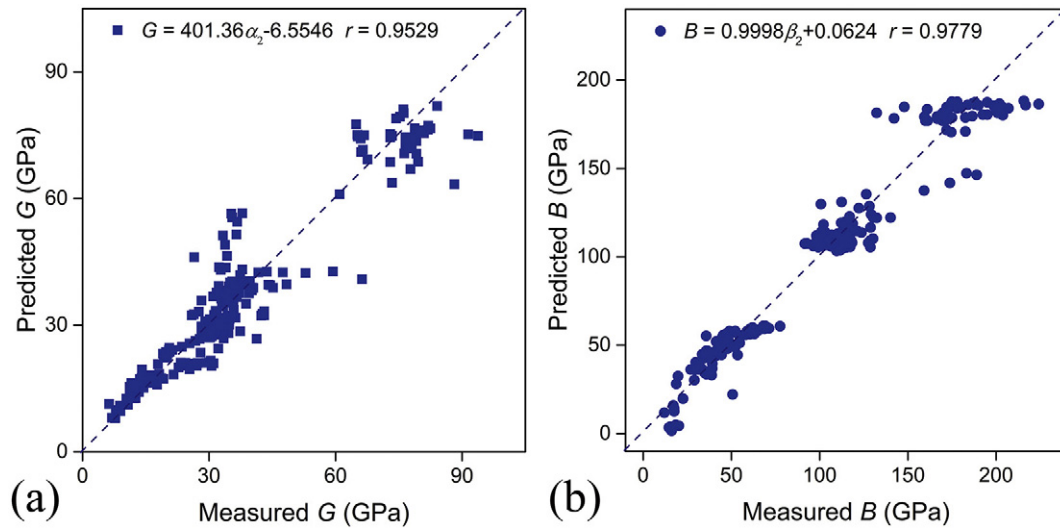 G = 401.36α₂-6.5546 r = 0.9529
90
60
30
0
Predicted G (GPa)
0 30 60 90
Measured G (GPa)
(a)
B = 0.9998β₂+0.0624 r = 0.9779
200
150
100
50
0
Predicted B (GPa)
0 50 100 150 200
Measured B (GPa)
(b)